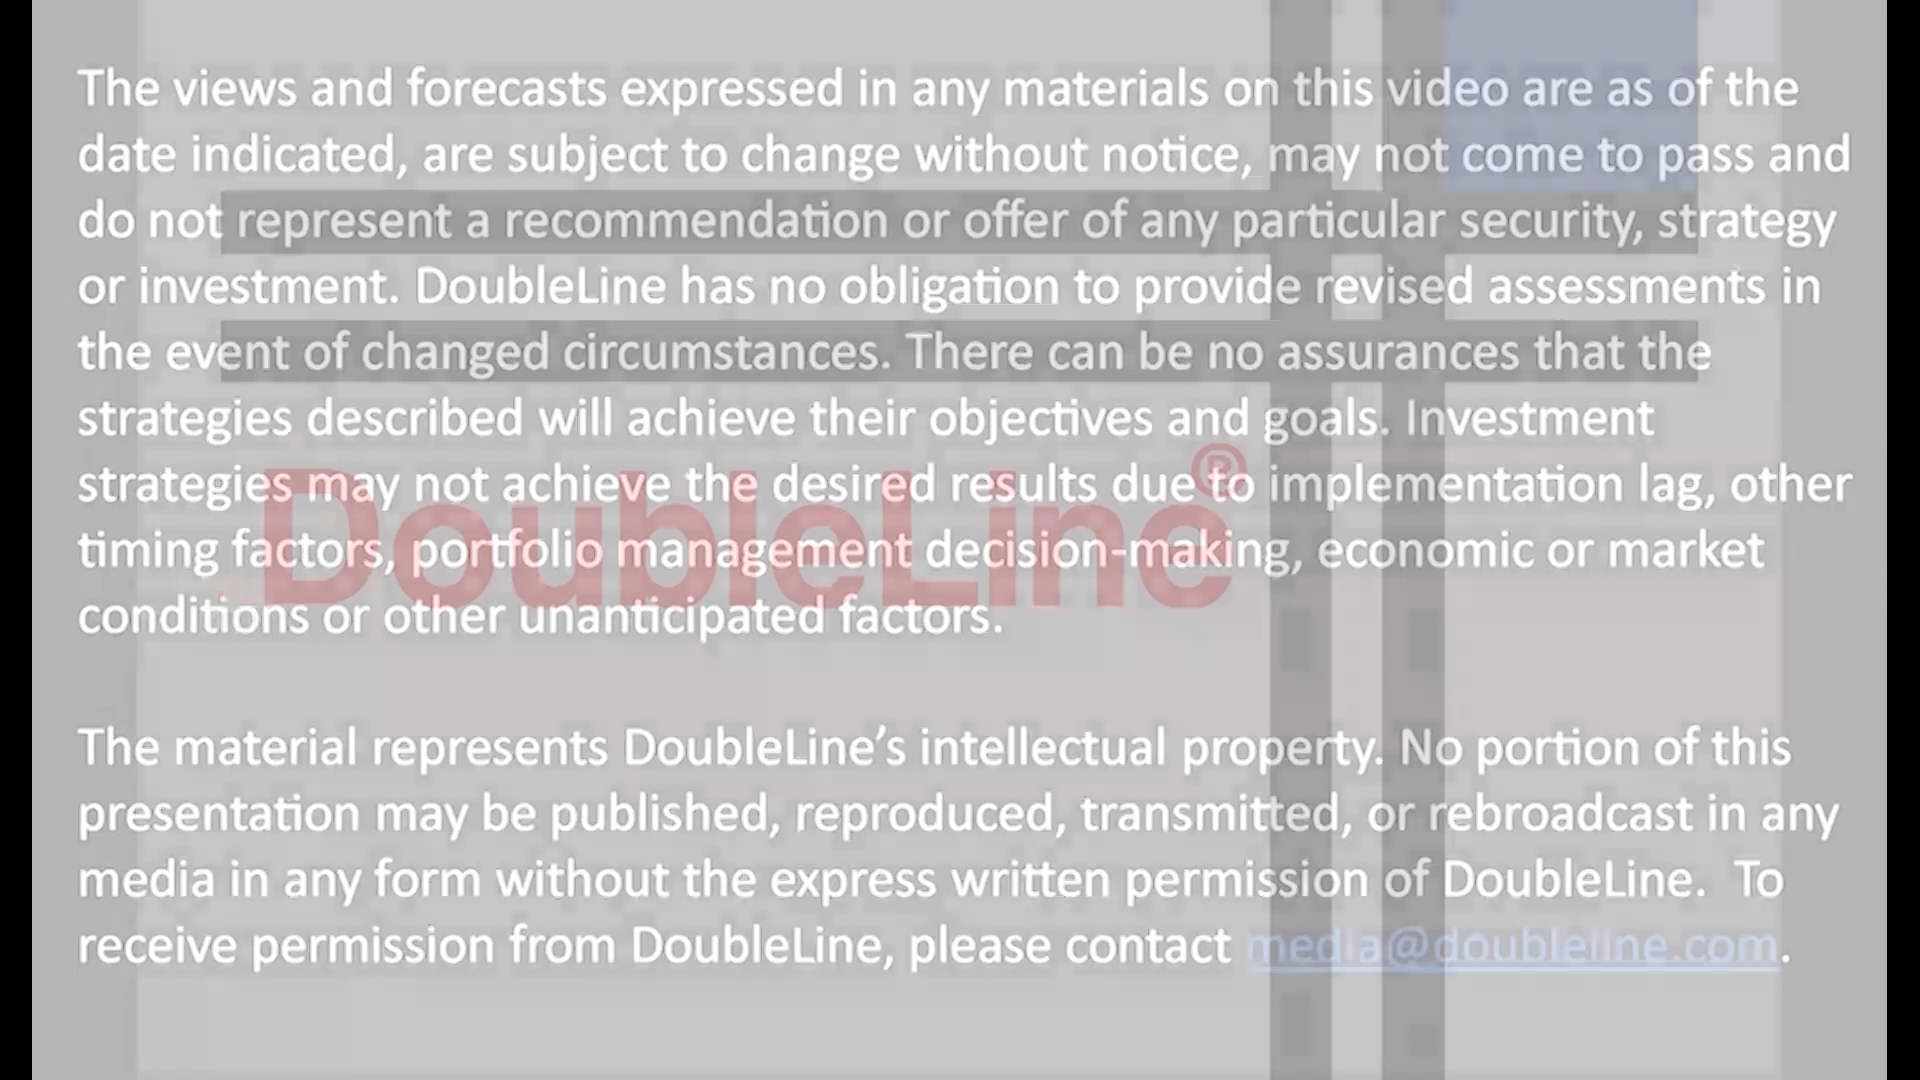 The views and forecasts expressed in any materials on this video are as of the
date indicated, are subject to change without notice, may not come to pass and
do not represent a recommendation or offer of any particular security, strategy
or investment. DoubleLine has no obligation to provide revised assessments in
the event of changed circumstances. There can be no assurances that the
strategies described will achieve their objectives and goals. Investment
strategies may not achieve the desired results due to implementation lag, other
DoubleLine®
timing factors, portfolio management decision-making, economic or market
conditions or other unanticipated factors.
The material represents DoubleLine’s intellectual property. No portion of this
presentation may be published, reproduced, transmitted, or rebroadcast in any
media in any form without the express written permission of DoubleLine.  To
receive permission from DoubleLine, please contact media@doubleline.com.